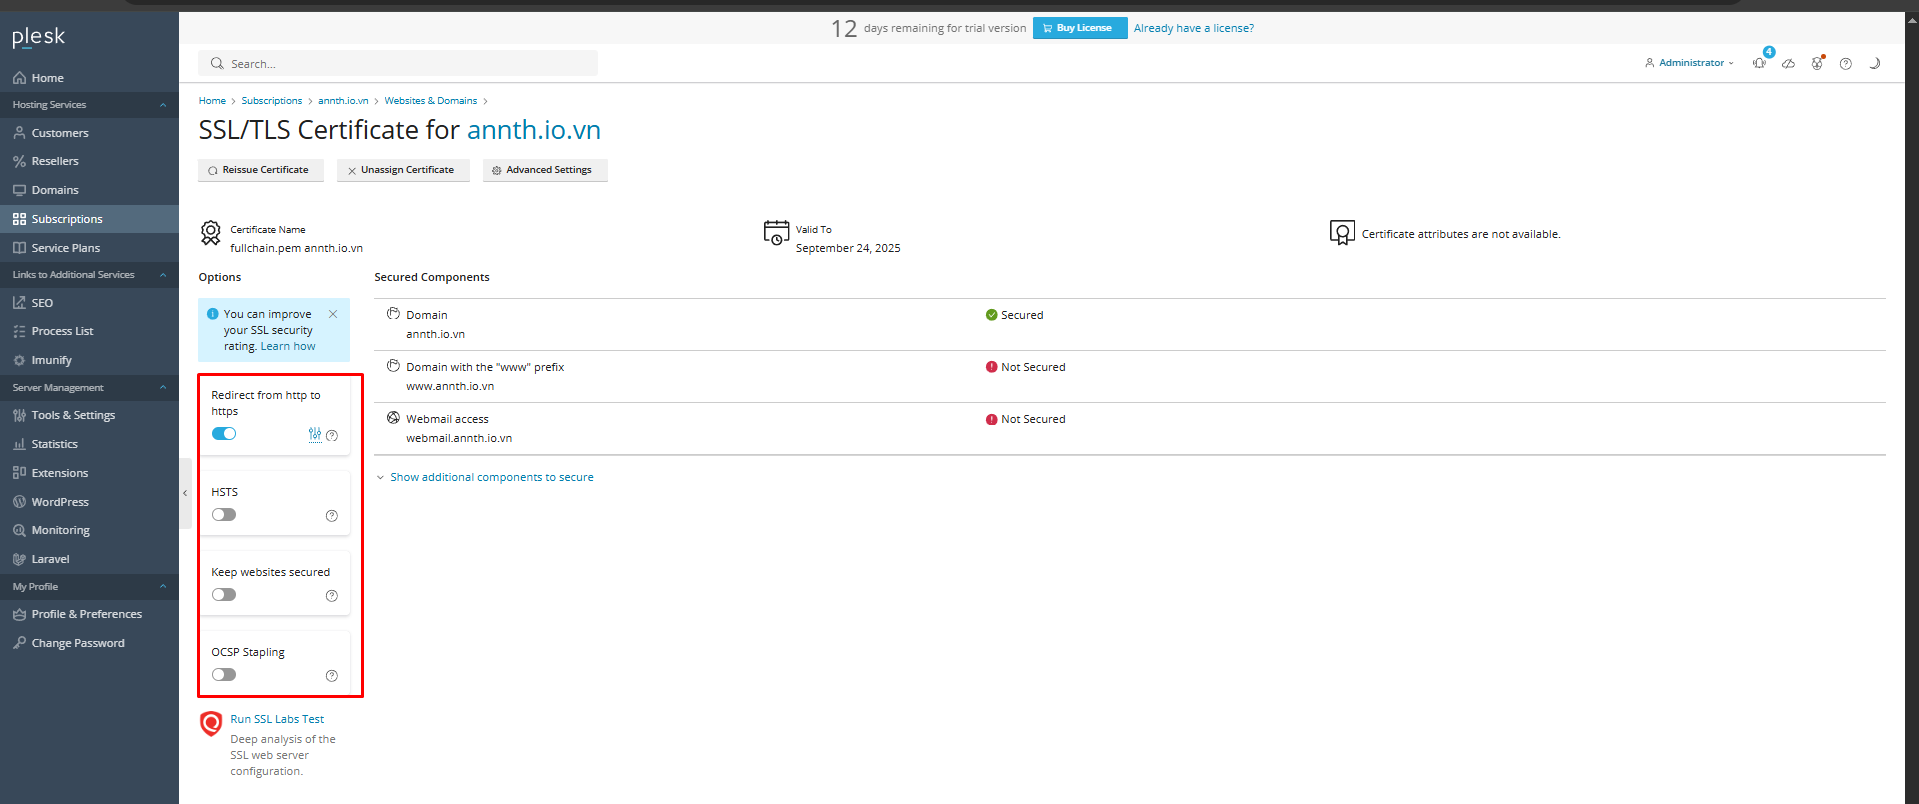 plesk
12 days remaining for trial version Buy License Already have a license?
Search...
Administrator
4
Home
Hosting Services
Customers
Resellers
Domains
Subscriptions
Service Plans
Links to Additional Services
SEO
Process List
Imunify
Server Management
Tools & Settings
Statistics
Extensions
WordPress
Monitoring
Laravel
My Profile
Profile & Preferences
Change Password
Home > Subscriptions > annth.io.vn > Websites & Domains >
SSL/TLS Certificate for annth.io.vn
Reissue Certificate Unassign Certificate Advanced Settings
Certificate Name
fullchain.pem annth.io.vn
Valid To
September 24, 2025
Certificate attributes are not available.
Options
You can improve
your SSL security
rating. Learn how
Redirect from http to
https
HSTS
Keep websites secured
OCSP Stapling
Run SSL Labs Test
Deep analysis of the
SSL web server
configuration.
Secured Components
Domain
annth.io.vn
Secured
Domain with the "www" prefix
www.annth.io.vn
Not Secured
Webmail access
webmail.annth.io.vn
Not Secured
Show additional components to secure